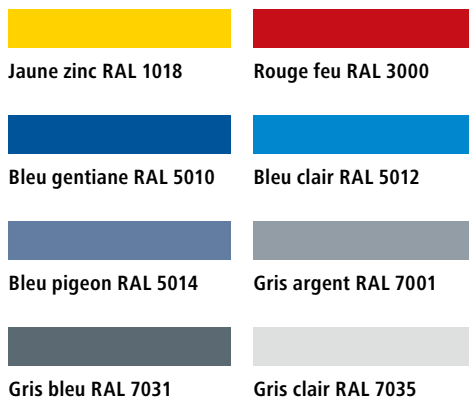 Jaune zinc RAL 1018
Rouge feu RAL 3000
Bleu gentiane RAL 5010
Bleu clair RAL 5012
Bleu pigeon RAL 5014
Gris argent RAL 7001
Gris bleu RAL 7031
Gris clair RAL 7035